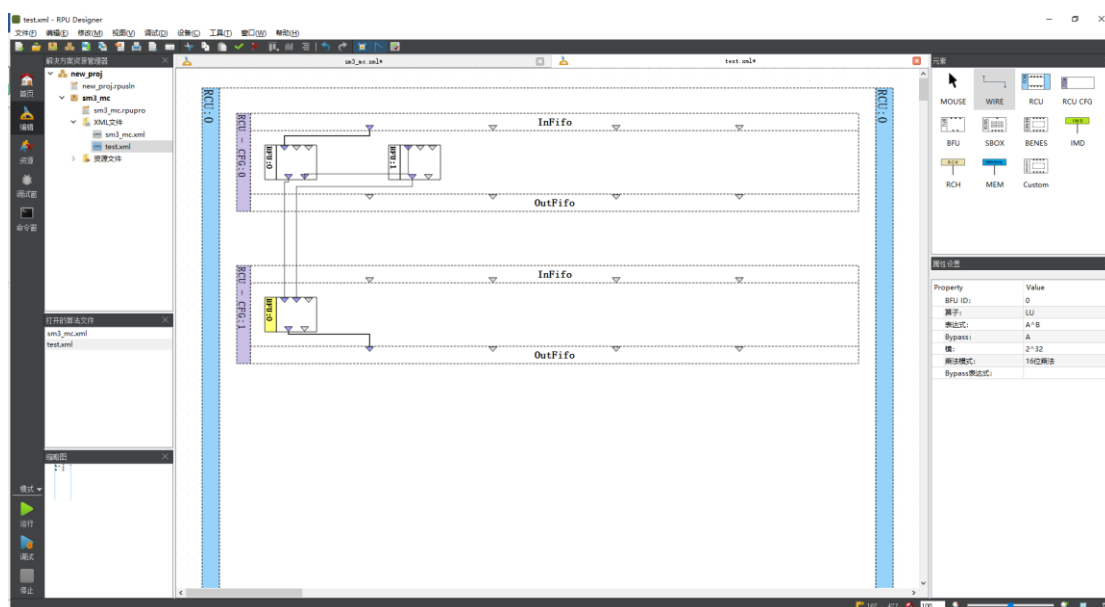 test.xml - RPU Designer
文件(F) 编辑(E) 修改(M) 视图(V) 调试(D) 设备(C) 工具(T) 窗口(W) 帮助(H)
解决方案资源管理器
sm3_mc.xml*
test.xml*
元素
首页
编辑
资源
调试窗
命令窗
new_proj
new_proj.rpusln
sm3_mc
sm3_mc.rpupro
XML文件
sm3_mc.xml
test.xml
资源文件
RCU:0
RCU:0
RCU - CFG:0
InFifo
BFU:0
BFU:1
OutFifo
RCU - CFG:1
InFifo
BFU:0
OutFifo
MOUSE
WIRE
RCU
RCU CFG
BFU
SBOX
BENES
IMD
RCH
MEM
Custom
属性设置
Property Value
BFU ID: 0
算子: LU
表达式: A^B
Bypass: A
模: 2^32
乘法模式: 16位乘法
Bypass表达式:
打开的算法文件
sm3_mc.xml
test.xml
缩略图
模式
运行
调试
停止
100